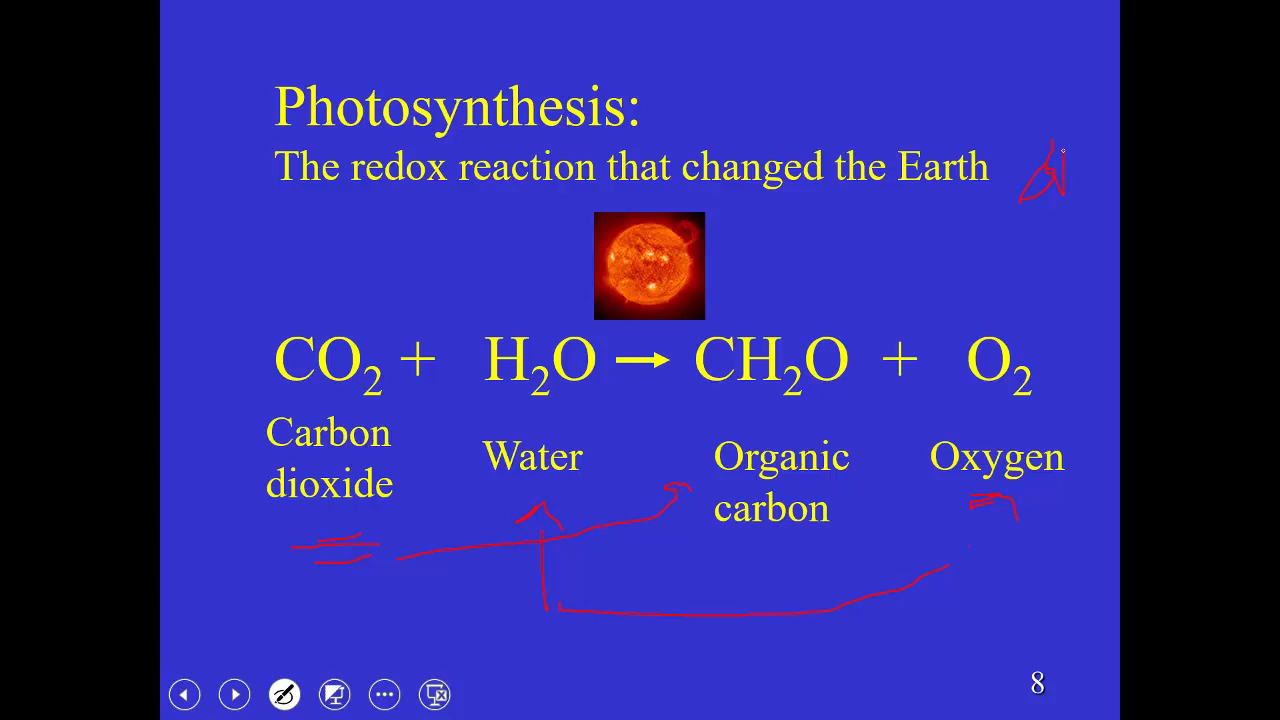 Photosynthesis:
The redox reaction that changed the Earth
CO₂ + H₂O → CH₂O + O₂
Carbon dioxide
Water
Organic carbon
Oxygen
8